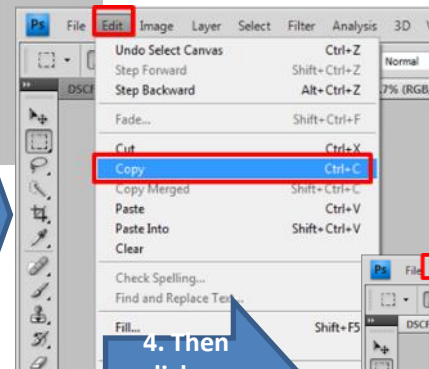 Ps File Edit Image Layer Select Filter Analysis 3D
Undo Select Canvas Ctrl+Z
Normal
Step Forward Shift+Ctrl+Z
DSCF Step Backward Alt+Ctrl+Z 7% (RGB
Fade... Shift+Ctrl+F
Cut Ctrl+X
Copy Ctrl+C
Copy Merged Shift+Ctrl+C
Paste Ctrl+V
Paste Into Shift+Ctrl+V
Clear
Ps File
Check Spelling...
Find and Replace
Fill... Shift+F5
DSCF
4. Then